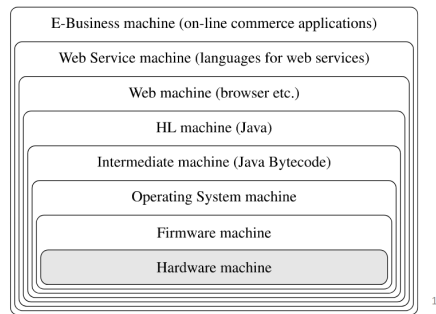 E-Business machine (on-line commerce applications)
Web Service machine (languages for web services)
Web machine (browser etc.)
HL machine (Java)
Intermediate machine (Java Bytecode)
Operating System machine
Firmware machine
Hardware machine
1